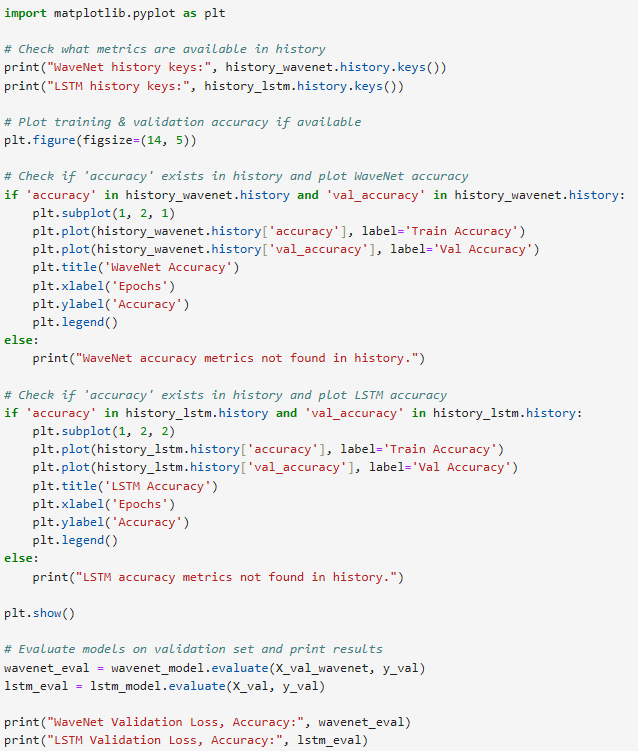 import matplotlib.pyplot as plt

# Check what metrics are available in history
print("WaveNet history keys:", history_wavenet.history.keys())
print("LSTM history keys:", history_lstm.history.keys())

# Plot training & validation accuracy if available
plt.figure(figsize=(14, 5))

# Check if 'accuracy' exists in history and plot WaveNet accuracy
if 'accuracy' in history_wavenet.history and 'val_accuracy' in history_wavenet.history:
    plt.subplot(1, 2, 1)
    plt.plot(history_wavenet.history['accuracy'], label='Train Accuracy')
    plt.plot(history_wavenet.history['val_accuracy'], label='Val Accuracy')
    plt.title('WaveNet Accuracy')
    plt.xlabel('Epochs')
    plt.ylabel('Accuracy')
    plt.legend()
else:
    print("WaveNet accuracy metrics not found in history.")

# Check if 'accuracy' exists in history and plot LSTM accuracy
if 'accuracy' in history_lstm.history and 'val_accuracy' in history_lstm.history:
    plt.subplot(1, 2, 2)
    plt.plot(history_lstm.history['accuracy'], label='Train Accuracy')
    plt.plot(history_lstm.history['val_accuracy'], label='Val Accuracy')
    plt.title('LSTM Accuracy')
    plt.xlabel('Epochs')
    plt.ylabel('Accuracy')
    plt.legend()
else:
    print("LSTM accuracy metrics not found in history.")

plt.show()

# Evaluate models on validation set and print results
wavenet_eval = wavenet_model.evaluate(X_val_wavenet, y_val)
lstm_eval = lstm_model.evaluate(X_val, y_val)

print("WaveNet Validation Loss, Accuracy:", wavenet_eval)
print("LSTM Validation Loss, Accuracy:", lstm_eval)